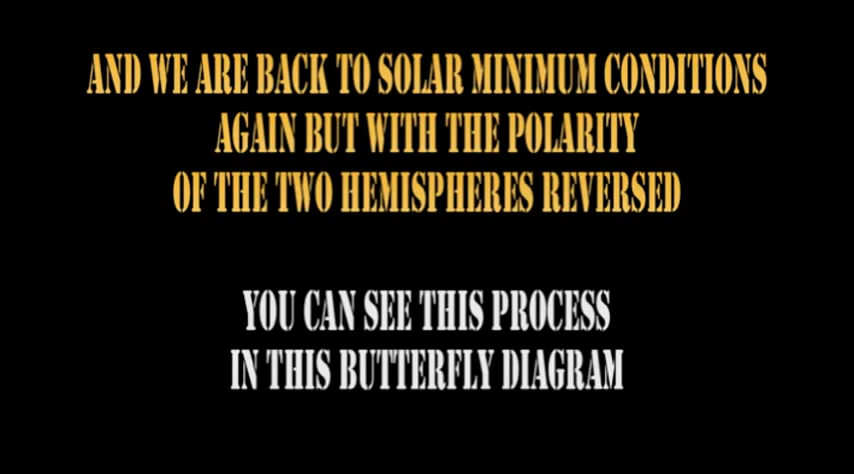 AND WE ARE BACK TO SOLAR MINIMUM CONDITIONS
AGAIN BUT WITH THE POLARITY
OF THE TWO HEMISPHERES REVERSED
YOU CAN SEE THIS PROCESS
IN THIS BUTTERFLY DIAGRAM